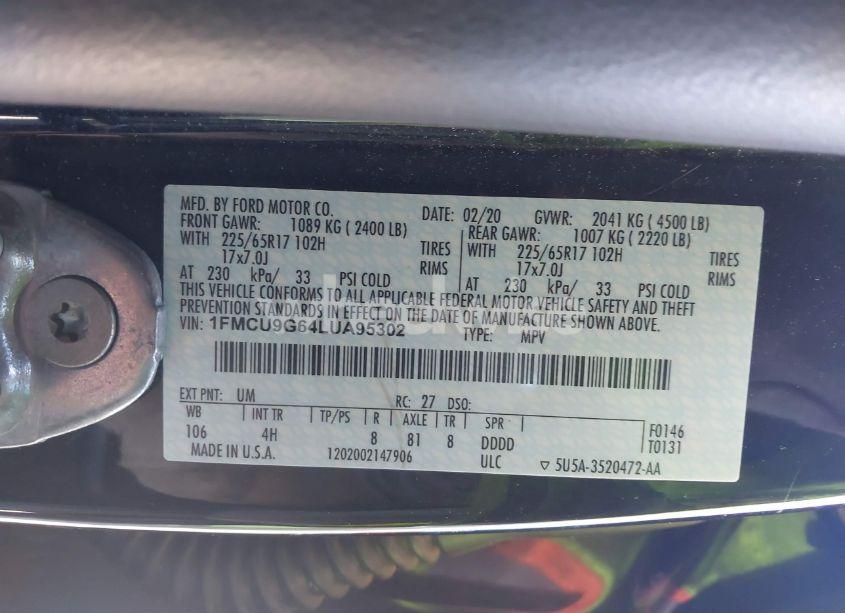 MFD. BY FORD MOTOR CO. DATE: 02/20 GVWR: 2041 KG ( 4500 LB)
FRONT GAWR: 1089 KG ( 2400 LB) REAR GAWR: 1007 KG ( 2220 LB)
WITH 225/65R17 102H TIRES WITH 225/65R17 102H TIRES
17x7.0J RIMS 17x7.0J RIMS
AT 230 kPa/ 33 PSI COLD AT 230 kPa/ 33 PSI COLD
THIS VEHICLE CONFORMS TO ALL APPLICABLE FEDERAL MOTOR VEHICLE SAFETY AND THEFT
PREVENTION STANDARDS IN EFFECT ON THE DATE OF MANUFACTURE SHOWN ABOVE.
VIN: 1FMCU9G64LUA95302 TYPE: MPV
EXT PNT: UM RC: 27 DSO:
WB INT TR TP/PS R AXLE TR SPR F0146
106 4H 8 81 8 DDDD T0131
MADE IN U.S.A. 1202002147906 ULC ▽ 5U5A-3520472-AA